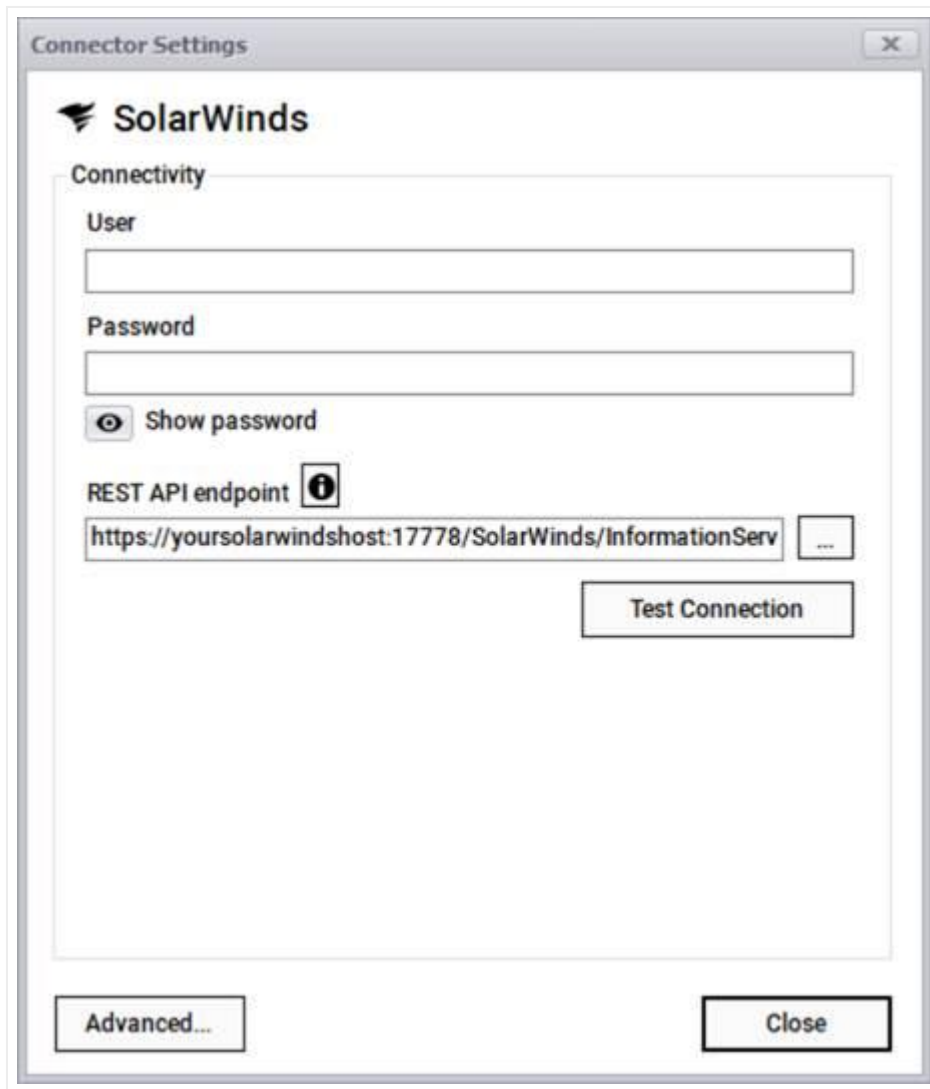 Connector Settings
SolarWinds
Connectivity
User
Password
Show password
REST API endpoint
https://yoursolarwindshost:17778/SolarWinds/InformationServ
...
Test Connection
Advanced...
Close